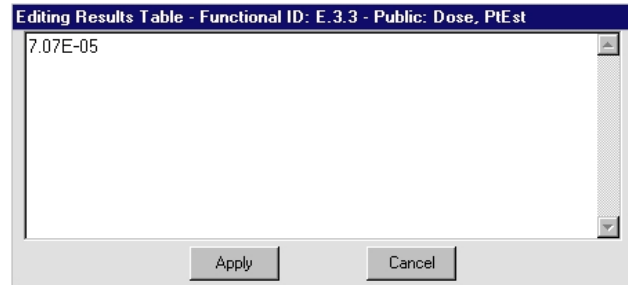 Editing Results Table - Functional ID: E.3.3 - Public: Dose, PtEst
7.07E-05
Apply
Cancel